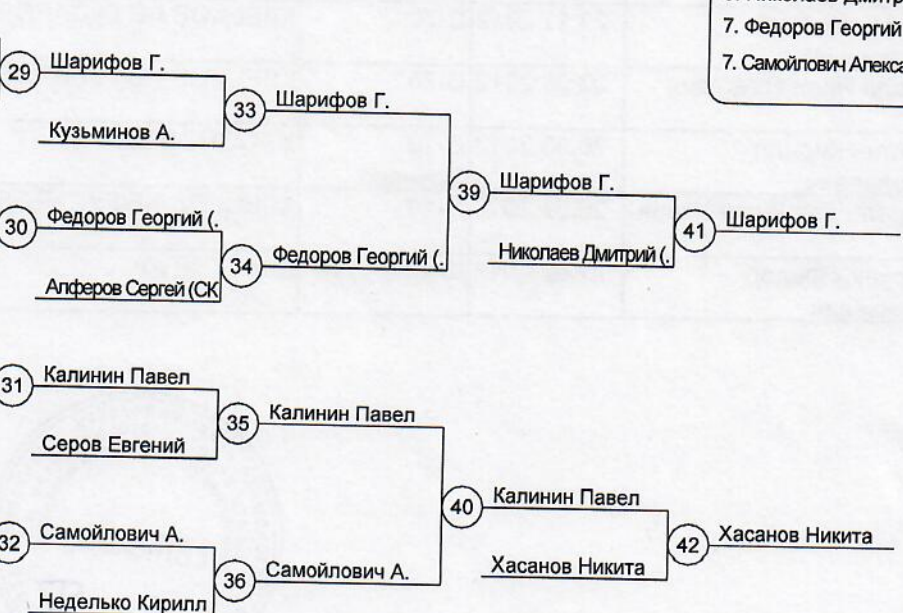 7. Федоров Георгий
7. Самойлович Алекса
29 Шарифов Г.
Кузьминов А.
33 Шарифов Г.
30 Федоров Георгий (.
Алферов Сергей (СК
34 Федоров Георгий (.
39 Шарифов Г.
Николаев Дмитрий (.
41 Шарифов Г.
31 Калинин Павел
Серов Евгений
35 Калинин Павел
32 Самойлович А.
Неделько Кирилл
36 Самойлович А.
40 Калинин Павел
Хасанов Никита
42 Хасанов Никита